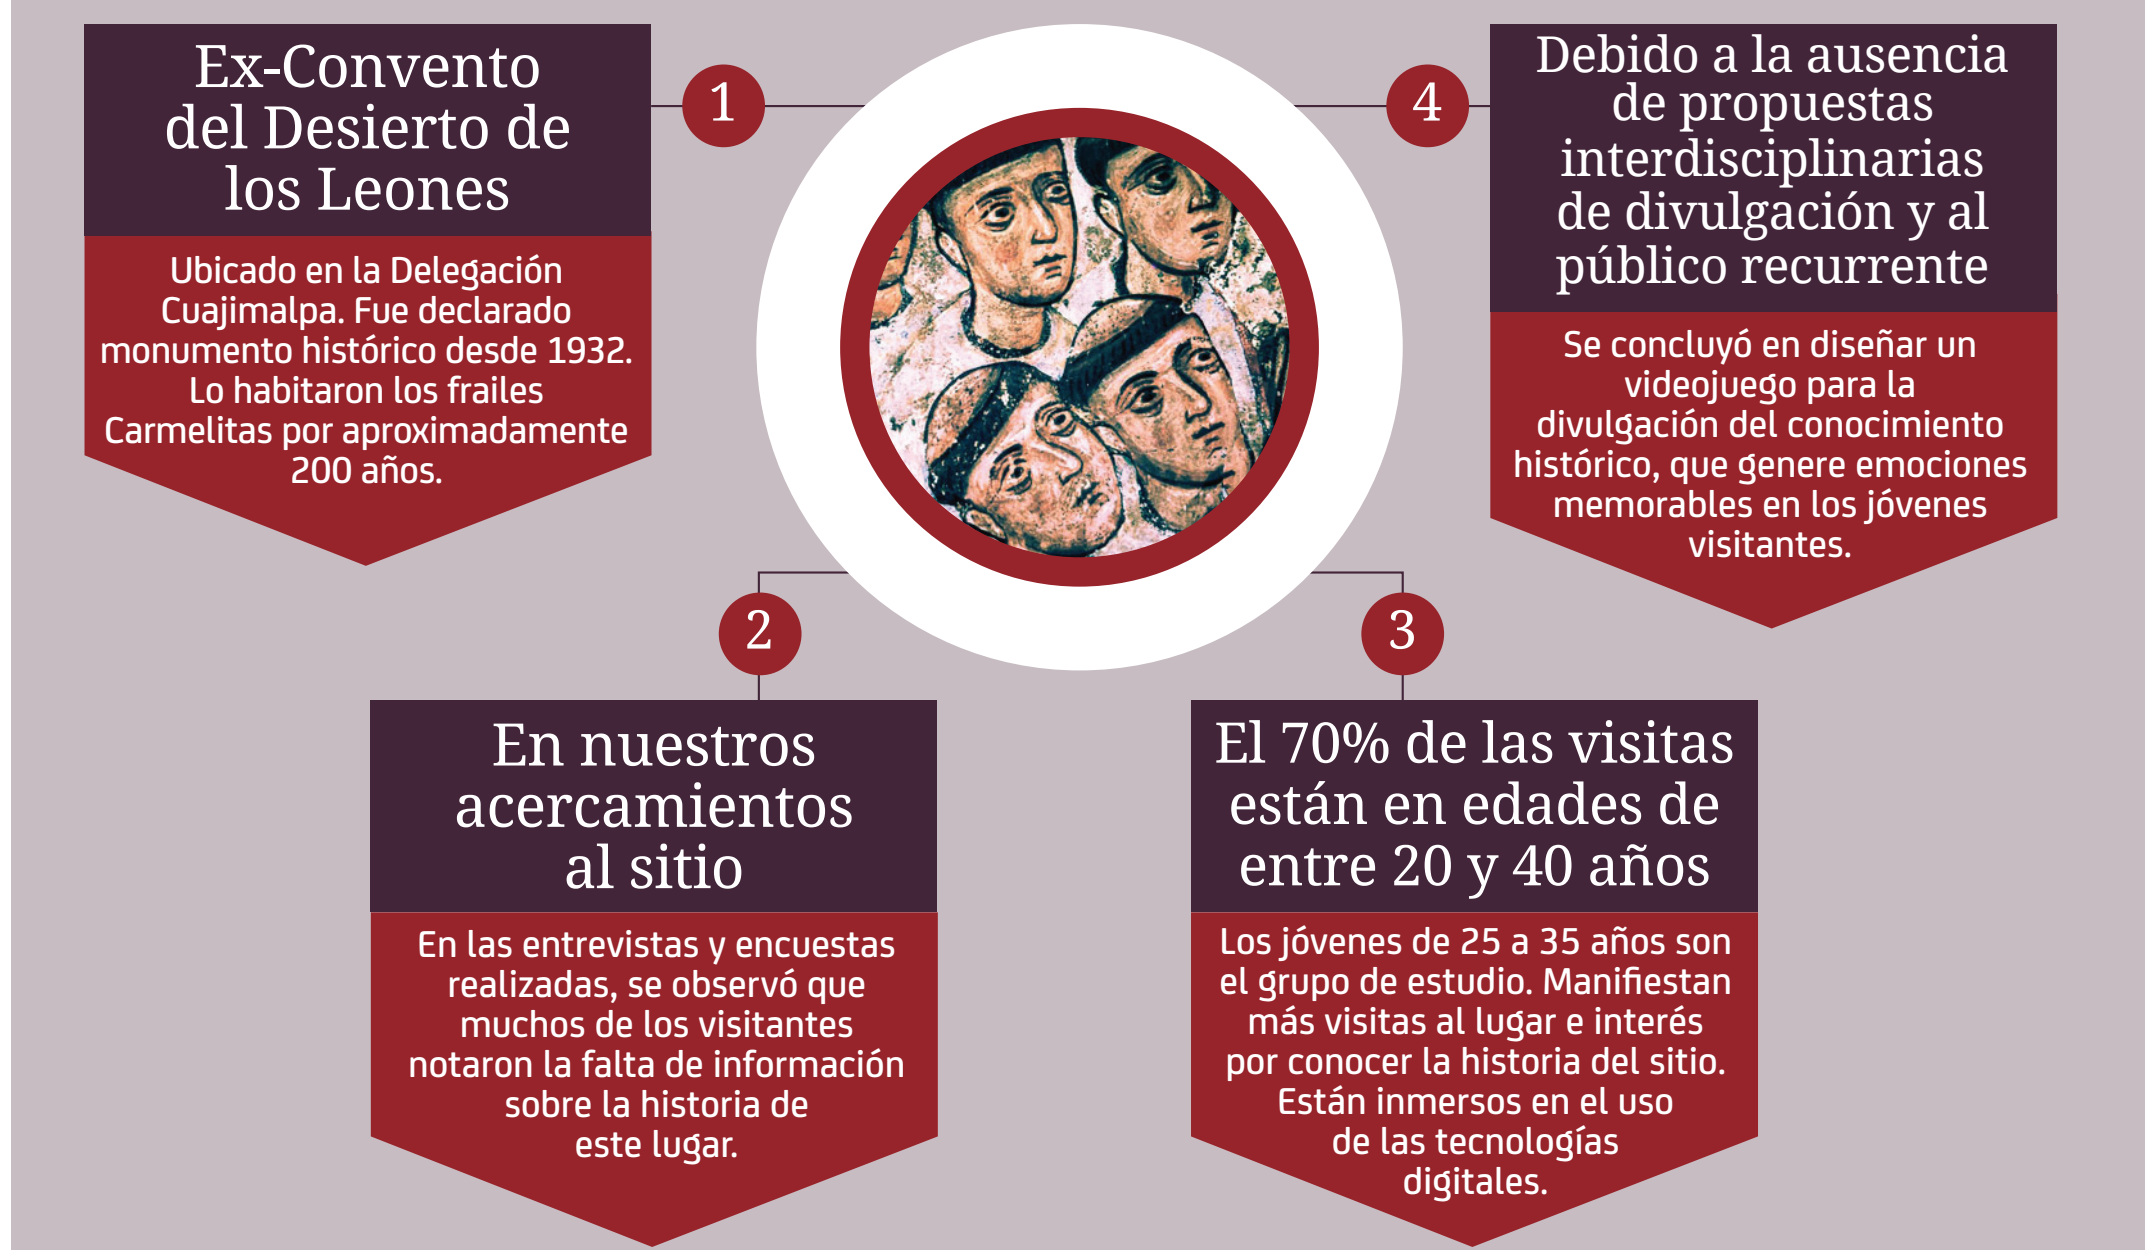 1
Ex-Convento
del Desierto de
los Leones
Ubicado en la Delegación
Cuajimalpa. Fue declarado
monumento histórico desde 1932.
Lo habitaron los frailes
Carmelitas por aproximadamente
200 años.
2
En nuestros
acercamientos
al sitio
En las entrevistas y encuestas
realizadas, se observó que
muchos de los visitantes
notaron la falta de información
sobre la historia de
este lugar.
3
El 70% de las visitas
están en edades de
entre 20 y 40 años
Los jóvenes de 25 a 35 años son
el grupo de estudio. Manifiestan
más visitas al lugar e interés
por conocer la historia del sitio.
Están inmersos en el uso
de las tecnologías
digitales.
4
Debido a la ausencia
de propuestas
interdisciplinarias
de divulgación y al
público recurrente
Se concluyó en diseñar un
videojuego para la
divulgación del conocimiento
histórico, que genere emociones
memorables en los jóvenes
visitantes.